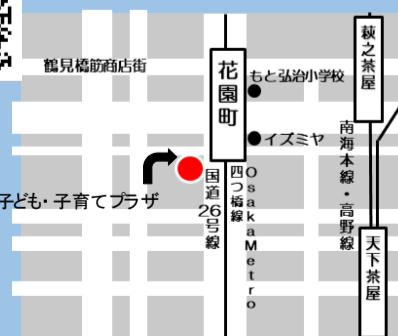 鶴見橋筋商店街
花園町
もと弘治小学校
イズミヤ
萩之茶屋
南海本線・高野線
子ども・子育てプラザ
国道26号線
四つ橋線
OsakaMetro
天下茶屋